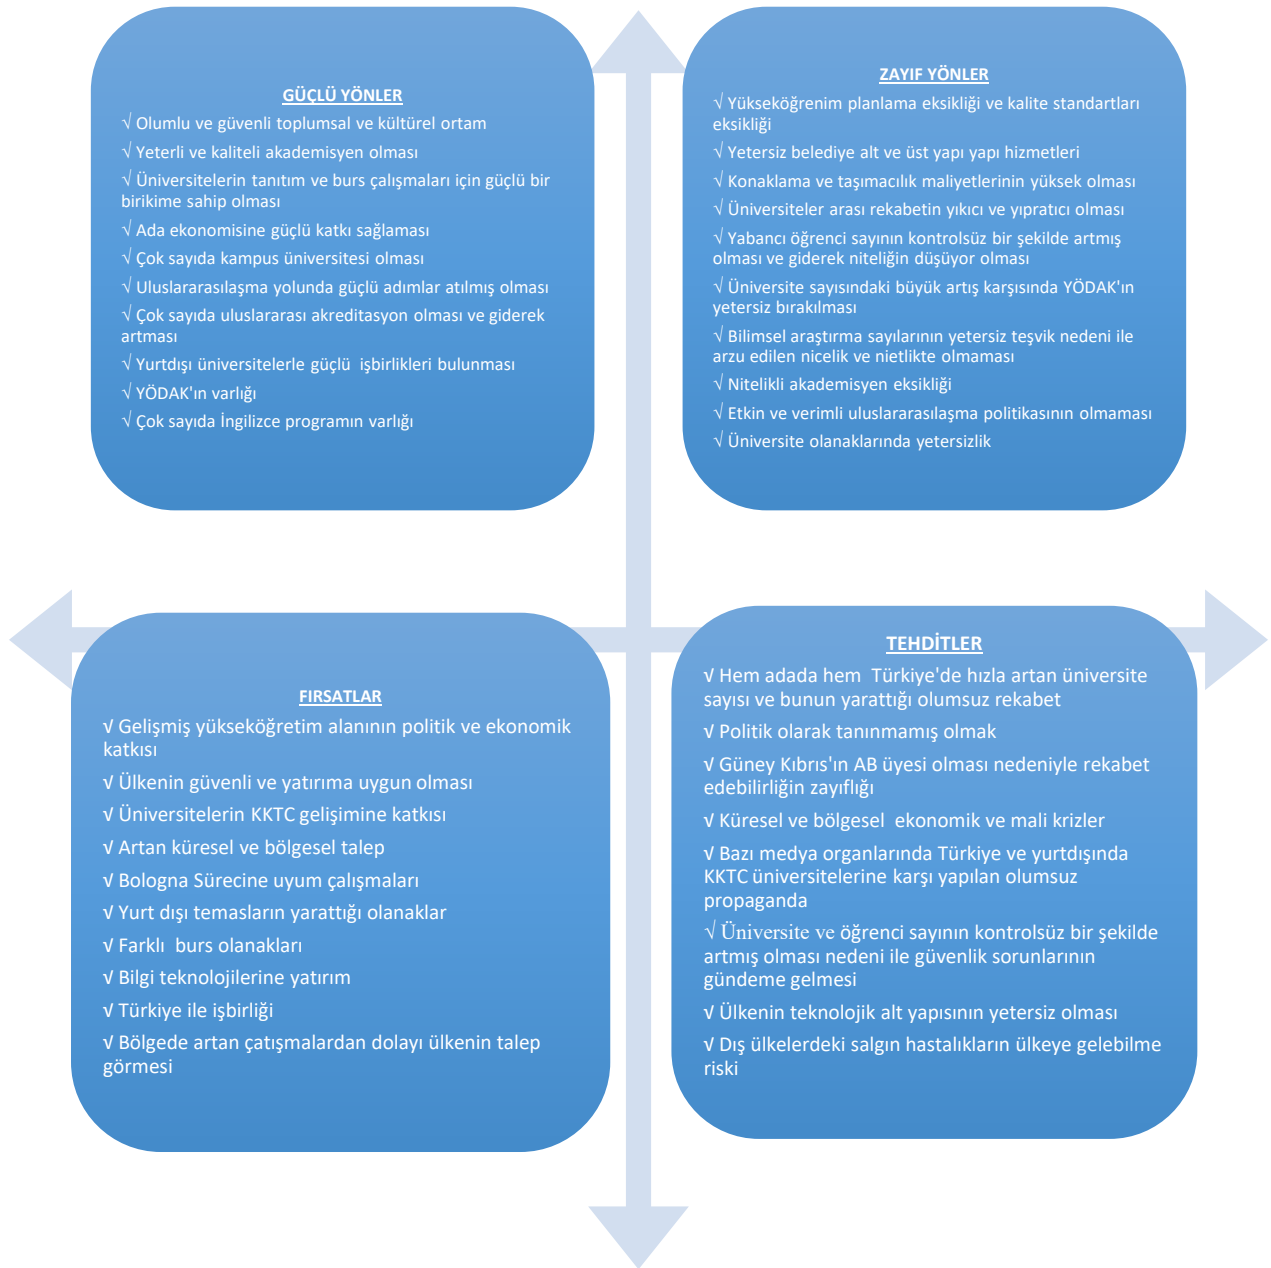 GÜÇLÜ YÖNLER
√ Olumlu ve güvenli toplumsal ve kültürel ortam
√ Yeterli ve kaliteli akademisyen olması
√ Üniversitelerin tanıtım ve burs çalışmaları için güçlü bir
birikime sahip olması
√ Ada ekonomisine güçlü katkı sağlaması
√ Çok sayıda kampus üniversitesi olması
√ Uluslararasılaşma yolunda güçlü adımlar atılmış olması
√ Çok sayıda uluslararası akreditasyon olması ve giderek
artması
√ Yurtdışı üniversitelerle güçlü  işbirlikleri bulunması
√ YÖDAK'ın varlığı
√ Çok sayıda İngilizce programın varlığı
ZAYIF YÖNLER
√ Yükseköğrenim planlama eksikliği ve kalite standartları
eksikliği
√ Yetersiz belediye alt ve üst yapı yapı hizmetleri
√ Konaklama ve taşımacılık maliyetlerinin yüksek olması
√ Üniversiteler arası rekabetin yıkıcı ve yıpratıcı olması
√ Yabancı öğrenci sayının kontrolsüz bir şekilde artmış
olması ve giderek niteliğin düşüyor olması
√ Üniversite sayısındaki büyük artış karşısında YÖDAK'ın
yetersiz bırakılması
√ Bilimsel araştırma sayılarının yetersiz teşvik nedeni ile
arzu edilen nicelik ve nietlikte olmaması
√ Nitelikli akademisyen eksikliği
√ Etkin ve verimli uluslararasılaşma politikasının olmaması
√ Üniversite olanaklarında yetersizlik
FIRSATLAR
√ Gelişmiş yükseköğretim alanının politik ve ekonomik
katkısı
√ Ülkenin güvenli ve yatırıma uygun olması
√ Üniversitelerin KKTC gelişimine katkısı
√ Artan küresel ve bölgesel talep
√ Bologna Sürecine uyum çalışmaları
√ Yurt dışı temasların yarattığı olanaklar
√ Farklı  burs olanakları
√ Bilgi teknolojilerine yatırım
√ Türkiye ile işbirliği
√ Bölgede artan çatışmalardan dolayı ülkenin talep
görmesi
TEHDİTLER
√ Hem adada hem  Türkiye'de hızla artan üniversite
sayısı ve bunun yarattığı olumsuz rekabet
√ Politik olarak tanınmamış olmak
√ Güney Kıbrıs'ın AB üyesi olması nedeniyle rekabet
edebilirliğin zayıflığı
√ Küresel ve bölgesel  ekonomik ve mali krizler
√ Bazı medya organlarında Türkiye ve yurtdışında
KKTC üniversitelerine karşı yapılan olumsuz
propaganda
√ Üniversite ve öğrenci sayının kontrolsüz bir şekilde
artmış olması nedeni ile güvenlik sorunlarının
gündeme gelmesi
√ Ülkenin teknolojik alt yapısının yetersiz olması
√ Dış ülkelerdeki salgın hastalıkların ülkeye gelebilme
riski